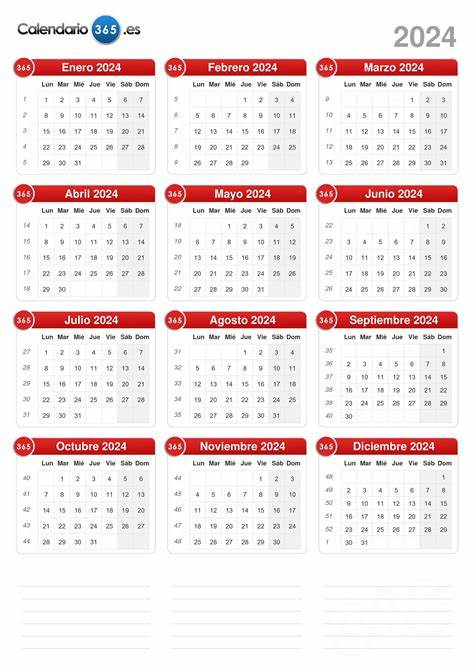 Calendario 365 .es
2024
365 Enero 2024
Lun Mar Mié Jue Vie Sáb Dom
1 1 2 3 4 5 6 7
2 8 9 10 11 12 13 14
3 15 16 17 18 19 20 21
4 22 23 24 25 26 27 28
5 29 30 31
365 Febrero 2024
Lun Mar Mié Jue Vie Sáb Dom
5 1 2 3 4
6 5 6 7 8 9 10 11
7 12 13 14 15 16 17 18
8 19 20 21 22 23 24 25
9 26 27 28 29
365 Marzo 2024
Lun Mar Mié Jue Vie Sáb Dom
9 1 2 3
10 4 5 6 7 8 9 10
11 11 12 13 14 15 16 17
12 18 19 20 21 22 23 24
13 25 26 27 28 29 30 31
365 Abril 2024
Lun Mar Mié Jue Vie Sáb Dom
14 1 2 3 4 5 6 7
15 8 9 10 11 12 13 14
16 15 16 17 18 19 20 21
17 22 23 24 25 26 27 28
18 29 30
365 Mayo 2024
Lun Mar Mié Jue Vie Sáb Dom
18 1 2 3 4 5
19 6 7 8 9 10 11 12
20 13 14 15 16 17 18 19
21 20 21 22 23 24 25 26
22 27 28 29 30 31
365 Junio 2024
Lun Mar Mié Jue Vie Sáb Dom
22 1 2
23 3 4 5 6 7 8 9
24 10 11 12 13 14 15 16
25 17 18 19 20 21 22 23
26 24 25 26 27 28 29 30
365 Julio 2024
Lun Mar Mié Jue Vie Sáb Dom
27 1 2 3 4 5 6 7
28 8 9 10 11 12 13 14
29 15 16 17 18 19 20 21
30 22 23 24 25 26 27 28
31 29 30 31
365 Agosto 2024
Lun Mar Mié Jue Vie Sáb Dom
31 1 2 3 4
32 5 6 7 8 9 10 11
33 12 13 14 15 16 17 18
34 19 20 21 22 23 24 25
35 26 27 28 29 30 31
365 Septiembre 2024
Lun Mar Mié Jue Vie Sáb Dom
35 1
36 2 3 4 5 6 7 8
37 9 10 11 12 13 14 15
38 16 17 18 19 20 21 22
39 23 24 25 26 27 28 29
40 30
365 Octubre 2024
Lun Mar Mié Jue Vie Sáb Dom
40 1 2 3 4 5 6
41 7 8 9 10 11 12 13
42 14 15 16 17 18 19 20
43 21 22 23 24 25 26 27
44 28 29 30 31
365 Noviembre 2024
Lun Mar Mié Jue Vie Sáb Dom
44 1 2 3
45 4 5 6 7 8 9 10
46 11 12 13 14 15 16 17
47 18 19 20 21 22 23 24
48 25 26 27 28 29 30
365 Diciembre 2024
Lun Mar Mié Jue Vie Sáb Dom
48 1
49 2 3 4 5 6 7 8
50 9 10 11 12 13 14 15
51 16 17 18 19 20 21 22
52 23 24 25 26 27 28 29
1 30 31